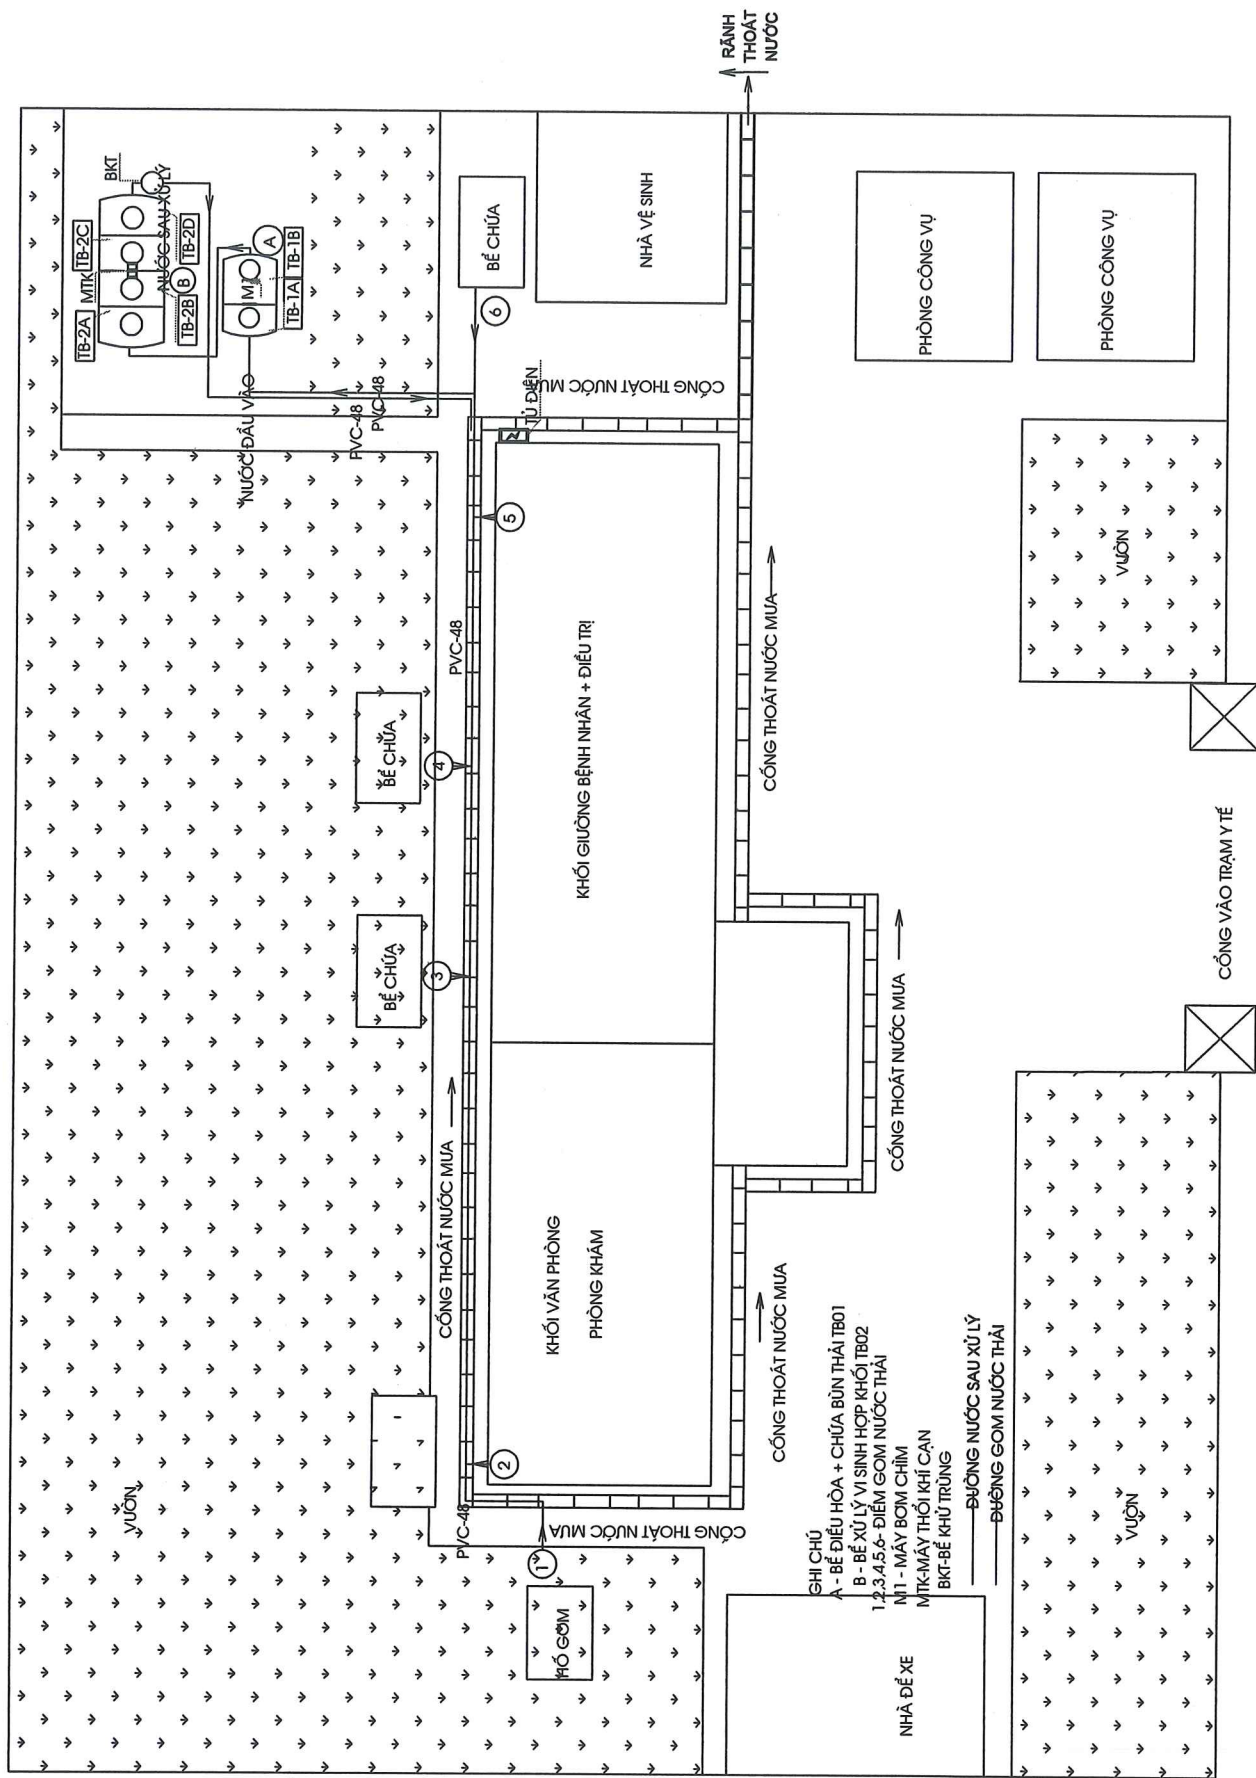 RÃNH
THOÁT
NƯỚC
BKT
TB-2C
MTK
TB-2A
NƯỚC SAU XỬ LÝ
TB-2D
B
TB-2B
A
M
TB-1B
TB-1A
NƯỚC ĐẦU VÀO
PVC-48
PVC-48
BỂ CHỨA
6
NHÀ VỆ SINH
PHÒNG CÔNG VỤ
PHÒNG CÔNG VỤ
CỐNG THOÁT NƯỚC MƯA
TỦ ĐIỆN
5
PVC-48
BỂ CHỨA
4
BỂ CHỨA
3
KHỐI GIƯỜNG BỆNH NHÂN + ĐIỀU TRỊ
CỐNG THOÁT NƯỚC MƯA
VƯỜN
CỔNG VÀO TRẠM Y TẾ
CỐNG THOÁT NƯỚC MƯA
CỐNG THOÁT NƯỚC MƯA
KHỐI VĂN PHÒNG
PHÒNG KHÁM
CỐNG THOÁT NƯỚC MƯA
2
VƯỜN
PVC-48
CỐNG THOÁT NƯỚC MƯA
1
HỐ GOM
GHI CHÚ
A - BỂ ĐIỀU HÒA + CHỨA BÙN THẢI TB01
B - BỂ XỬ LÝ VI SINH HỢP KHỐI TB02
1,2,3,4,5,6- ĐIỂM GOM NƯỚC THẢI
M1 - MÁY BƠM CHÌM
MTK-MÁY THỔI KHÍ CẠN
BKT-BỂ KHỬ TRÙNG
ĐƯỜNG NƯỚC SAU XỬ LÝ
ĐƯỜNG GOM NƯỚC THẢI
NHÀ ĐỂ XE
VƯỜN